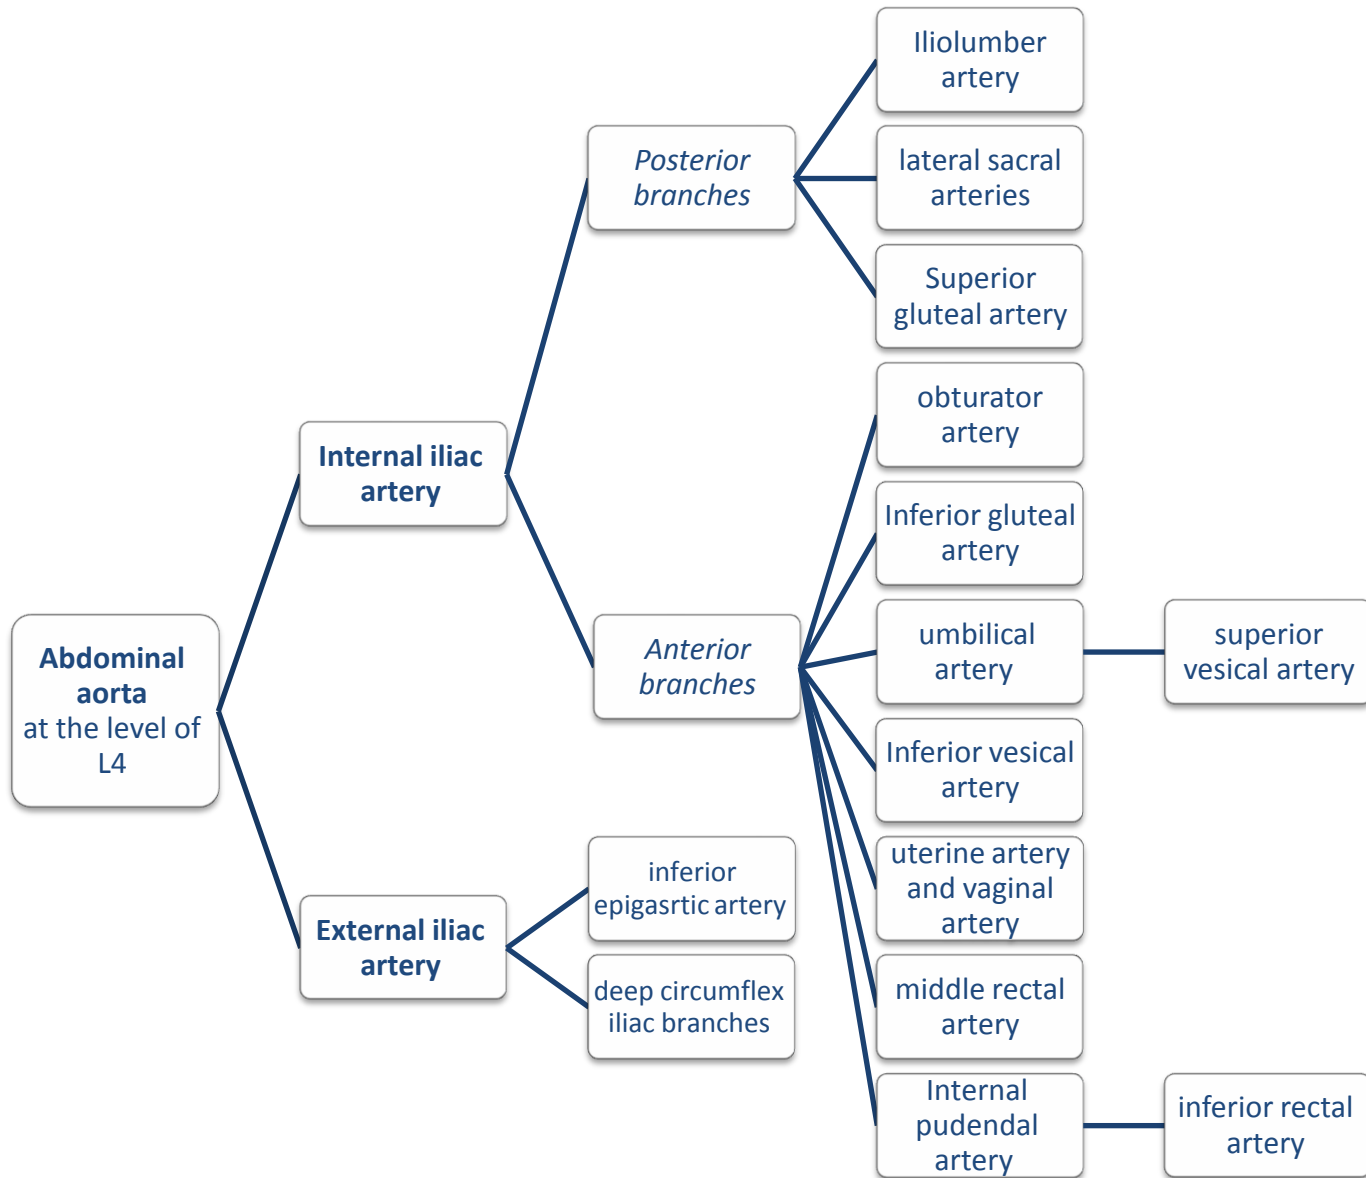 Iliolumber
artery
Posterior
branches
lateral sacral
arteries
Superior
gluteal artery
obturator
artery
Internal iliac
artery
Inferior gluteal
artery
Abdominal
aorta
at the level of
L4
Anterior
branches
umbilical
artery
superior
vesical artery
Inferior vesical
artery
uterine artery
and vaginal
artery
External iliac
artery
inferior
epigasrtic artery
deep circumflex
iliac branches
middle rectal
artery
Internal
pudendal
artery
inferior rectal
artery